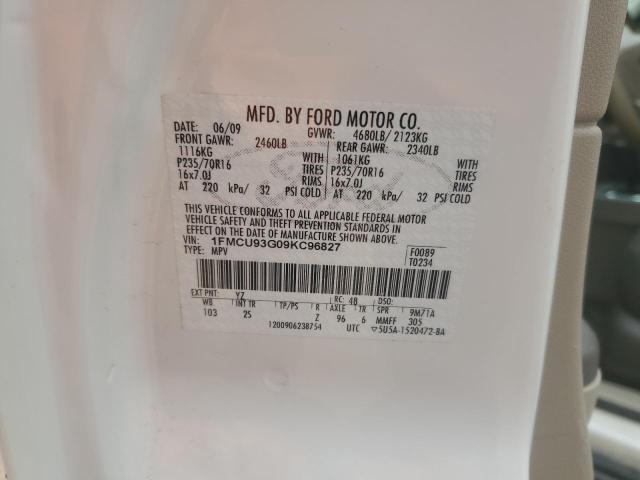 MFD. BY FORD MOTOR CO.
DATE: 06/09 GVWR: 4680LB/ 2123KG
FRONT GAWR: 2460LB REAR GAWR: 2340LB
1116KG 1061KG
P235/70R16 TIRES P235/70R16 TIRES
16x7.0J RIMS 16x7.0J RIMS
AT 220 kPa/ 32 PSI COLD AT 220 kPa/ 32 PSI COLD
THIS VEHICLE CONFORMS TO ALL APPLICABLE FEDERAL MOTOR
VEHICLE SAFETY AND THEFT PREVENTION STANDARDS IN
EFFECT ON THE DATE OF MANUFACTURE SHOWN ABOVE.
VIN: 1FMCU93G09KC96827 F0089
TYPE: MPV T0234
EXT PNT: YZ RC: 48 DSO:
WB INT TR TP/PS R AXLE TR SPR 9M71A
103 25 Z 96 6 MMFF 305
1200906238754 UTC ▽5U5A-1520472-BA